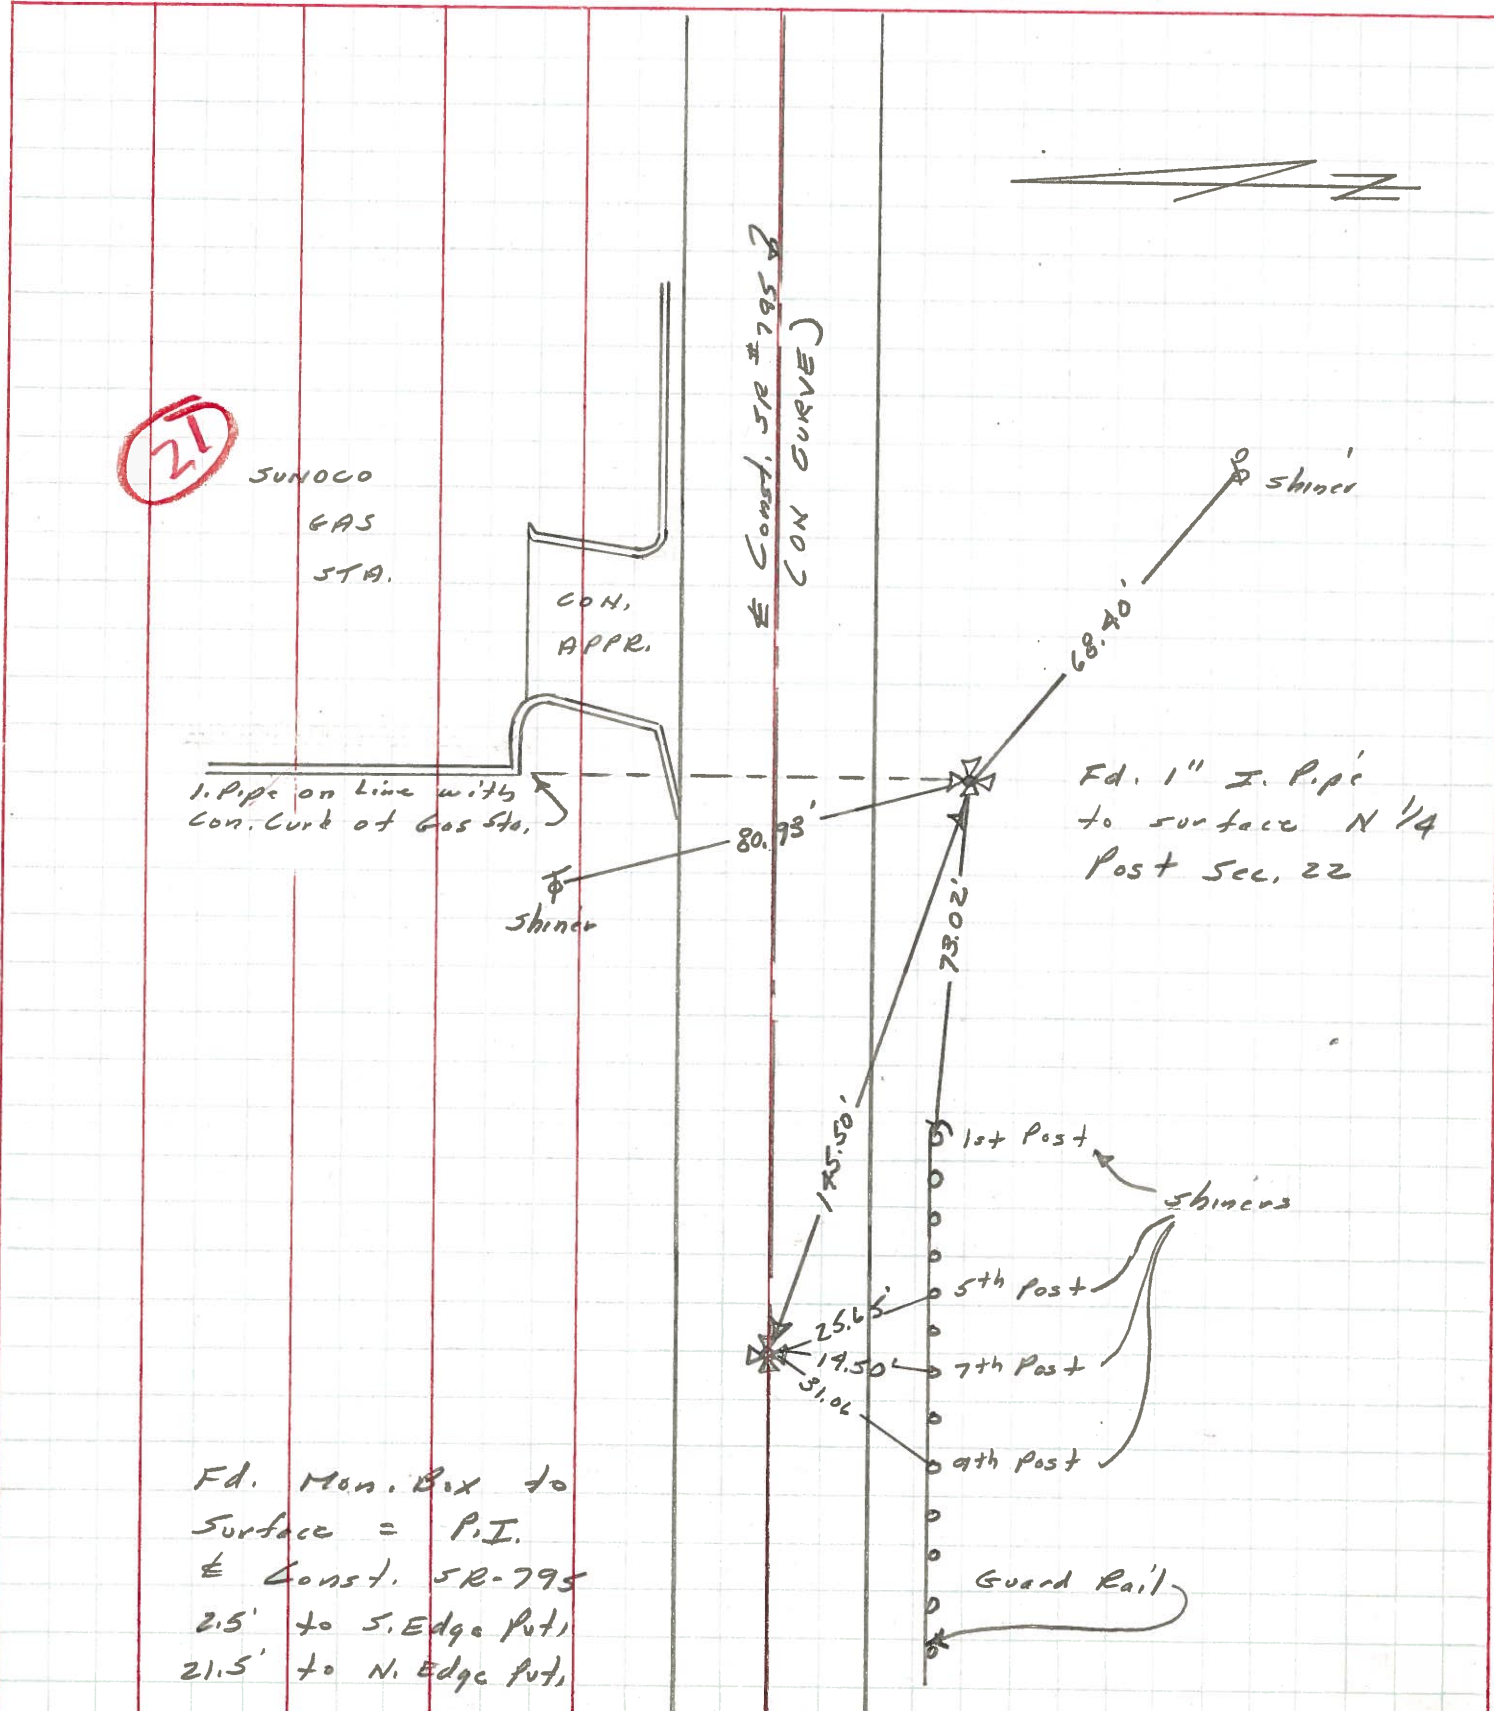 N
℄ Const. SR #795
(ON CURVE)
21
SUNOCO
GAS
STA.
shiner
CON.
APPR.
68.40'
I. Pipe on Line with
Con. Curb of Gas Sta.
Fd. 1" I. Pipe
to surface N 1/4
Post Sec. 22
80.93'
shiner
73.02'
175.50'
1st Post
shiners
5th Post
25.65'
14.50'
7th Post
31.06
9th Post
Fd. Mon. Box to
Surface = P.I.
℄ Const. SR-795
2.5' to S. Edge Pvt.
21.5' to N. Edge Pvt.
Guard Rail